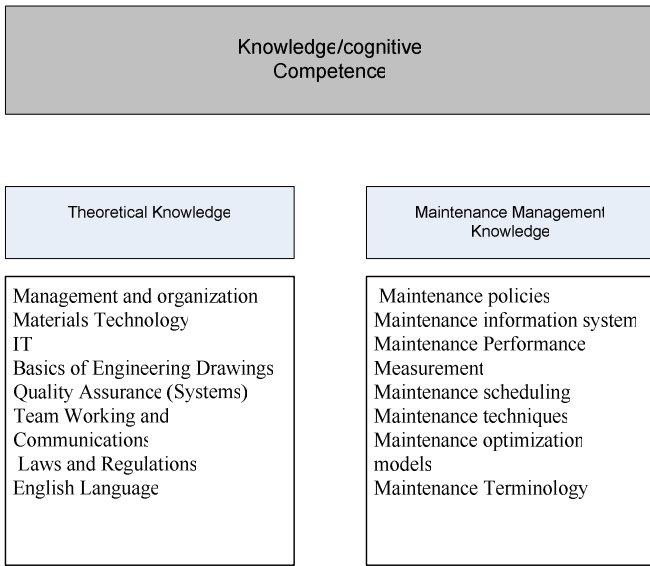 Knowledge/cognitive
Competence
Theoretical Knowledge
Management and organization
Materials Technology
IT
Basics of Engineering Drawings
Quality Assurance (Systems)
Team Working and
Communications
Laws and Regulations
English Language
Maintenance Management
Knowledge
Maintenance policies
Maintenance information system
Maintenance Performance
Measurement
Maintenance scheduling
Maintenance techniques
Maintenance optimization
models
Maintenance Terminology